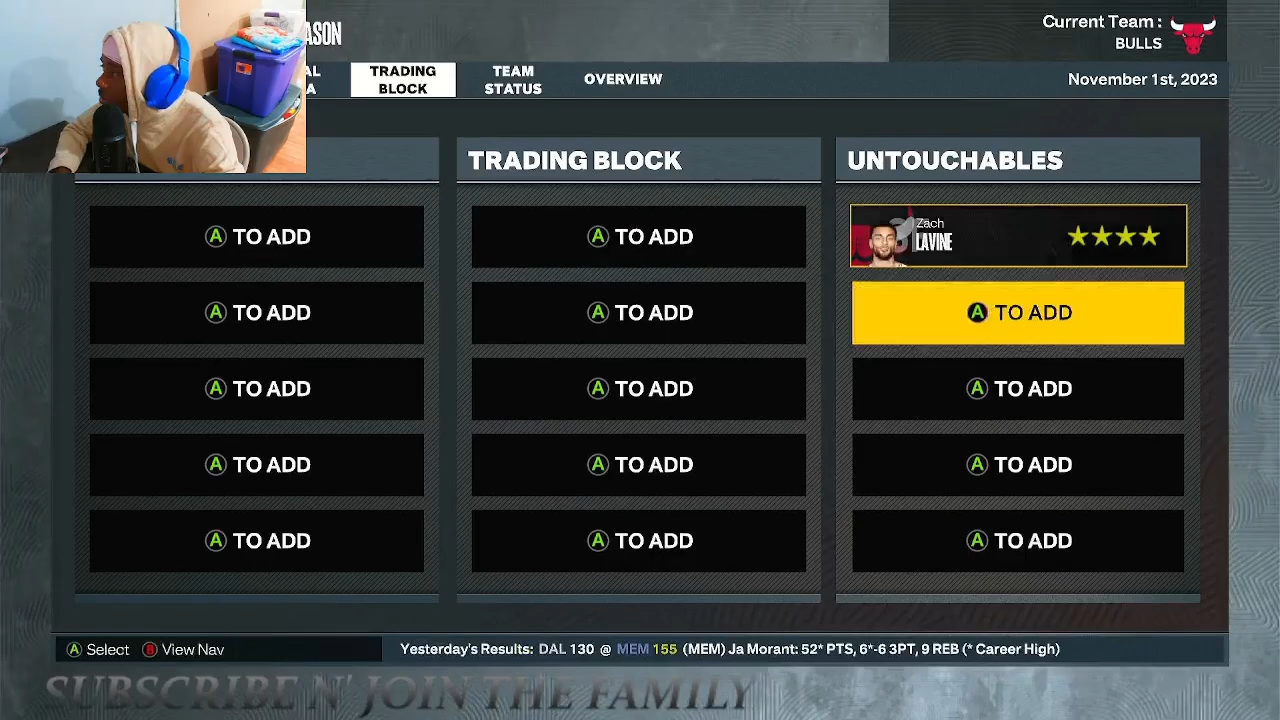 ASON
Current Team :
BULLS
AL
A
TRADING
BLOCK
TEAM
STATUS
OVERVIEW
November 1st, 2023
TRADING BLOCK
UNTOUCHABLES
A TO ADD
A TO ADD
Zach
LAVINE
A TO ADD
A TO ADD
A TO ADD
A TO ADD
A TO ADD
A TO ADD
A TO ADD
A TO ADD
A TO ADD
A TO ADD
A TO ADD
A TO ADD
A Select B View Nav
Yesterday's Results: DAL 130 @ MEM 155 (MEM) Ja Morant: 52* PTS, 6*-6 3PT, 9 REB (* Career High)
SUBSCRIBE N' JOIN THE FAMILY